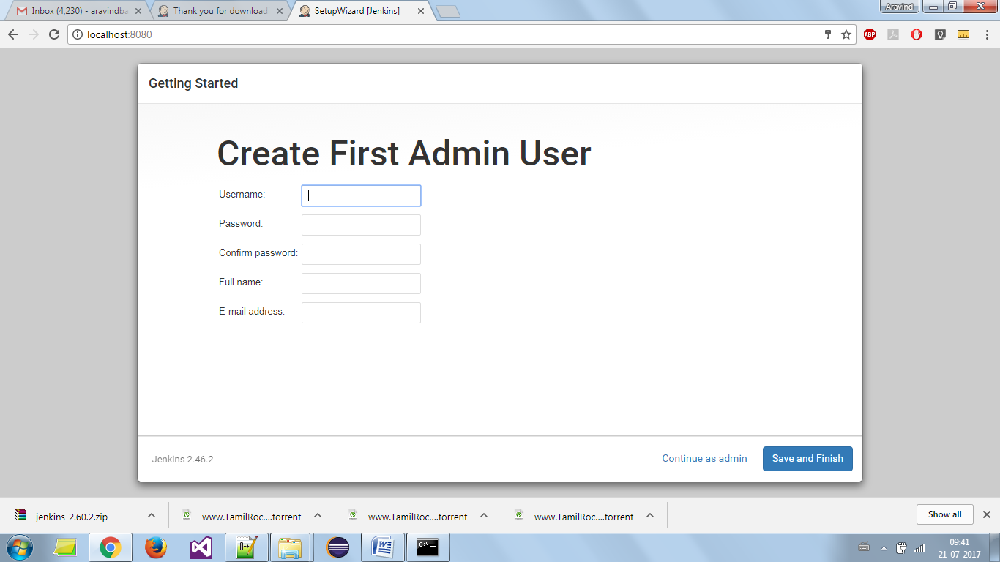 Inbox (4,230) - aravindba
Thank you for downloadi
SetupWizard [Jenkins]
Aravind
localhost:8080
ABP
Getting Started
Create First Admin User
Username:
Password:
Confirm password:
Full name:
E-mail address:
Jenkins 2.46.2
Continue as admin
Save and Finish
jenkins-2.60.2.zip
www.TamilRoc....torrent
www.TamilRoc....torrent
www.TamilRoc....torrent
Show all
09:41
21-07-2017